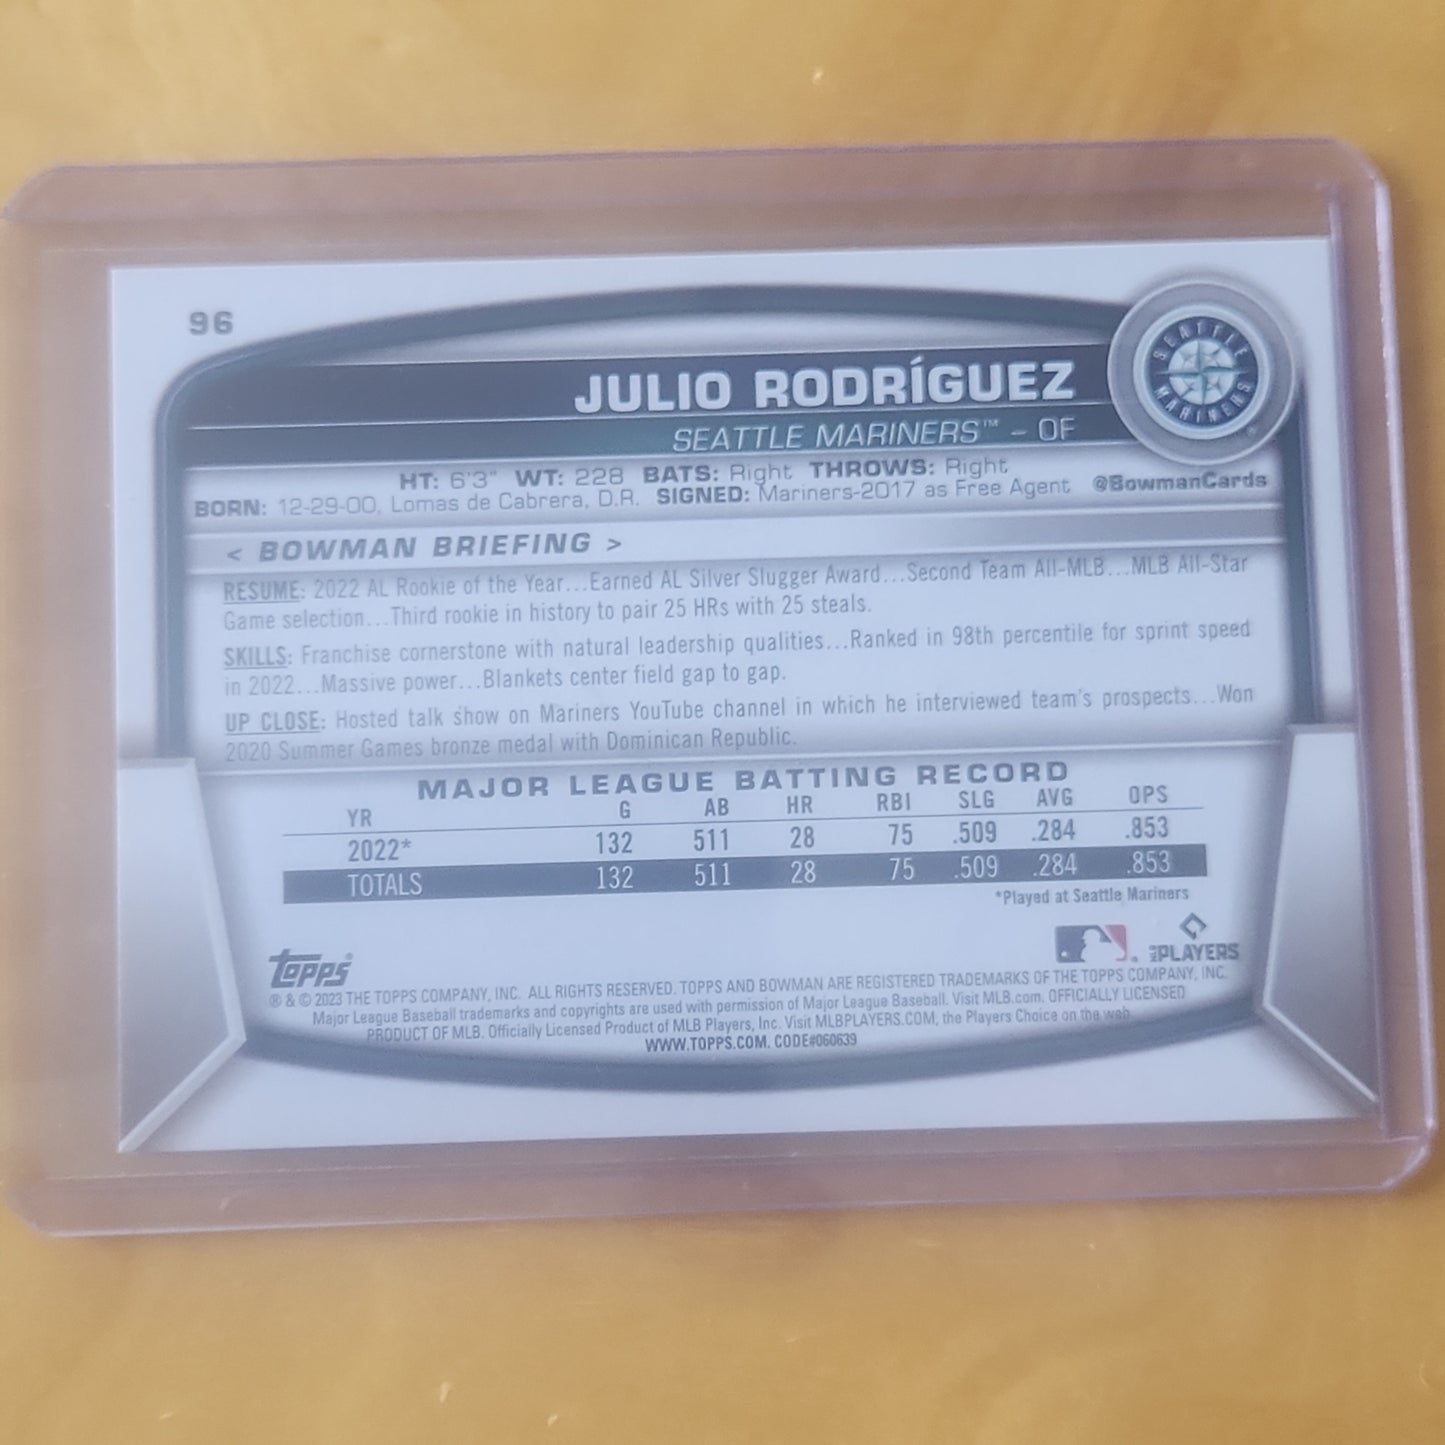 96
SEATTLE
MARINERS
JULIO RODRÍGUEZ
SEATTLE MARINERS™ - OF
HT: 6'3" WT: 228 BATS: Right THROWS: Right
BORN: 12-29-00, Lomas de Cabrera, D.R. SIGNED: Mariners-2017 as Free Agent @BowmanCards
< BOWMAN BRIEFING >
RESUME: 2022 AL Rookie of the Year...Earned AL Silver Slugger Award...Second Team All-MLB...MLB All-Star
Game selection...Third rookie in history to pair 25 HRs with 25 steals.
SKILLS: Franchise cornerstone with natural leadership qualities...Ranked in 98th percentile for sprint speed
in 2022...Massive power...Blankets center field gap to gap.
UP CLOSE: Hosted talk show on Mariners YouTube channel in which he interviewed team's prospects...Won
2020 Summer Games bronze medal with Dominican Republic.
MAJOR LEAGUE BATTING RECORD
YR G AB HR RBI SLG AVG OPS
2022* 132 511 28 75 .509 .284 .853
TOTALS 132 511 28 75 .509 .284 .853
*Played at Seattle Mariners
topps® MLB PLAYERS
® & © 2023 THE TOPPS COMPANY, INC. ALL RIGHTS RESERVED. TOPPS AND BOWMAN ARE REGISTERED TRADEMARKS OF THE TOPPS COMPANY, INC.
Major League Baseball trademarks and copyrights are used with permission of Major League Baseball. Visit MLB.com. OFFICIALLY LICENSED
PRODUCT OF MLB. Officially Licensed Product of MLB Players, Inc. Visit MLBPLAYERS.COM, the Players Choice on the web.
WWW.TOPPS.COM. CODE#060639